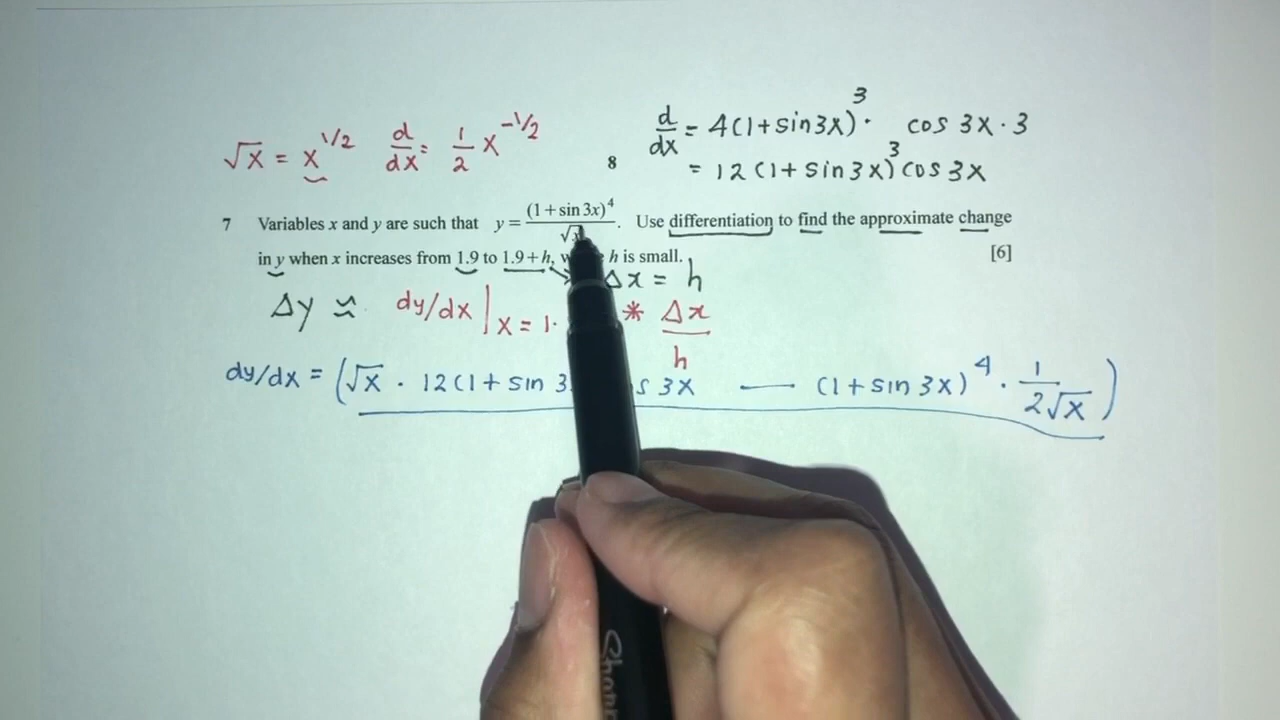 √x = x^1/2 d/dx = 1/2 x^-1/2
d/dx = 4(1+sin3x)^3 · cos 3x · 3
8
= 12(1+sin3x)^3 cos 3x
7 Variables x and y are such that y = (1 + sin 3x)^4/√x. Use differentiation to find the approximate change
in y when x increases from 1.9 to 1.9 + h, h is small. [6]
Δx = h
Δy ≈ dy/dx | x = 1. * Δx
h
dy/dx = (√x · 12(1+sin 3 3x — (1+sin 3x)^4 · 1/2√x)